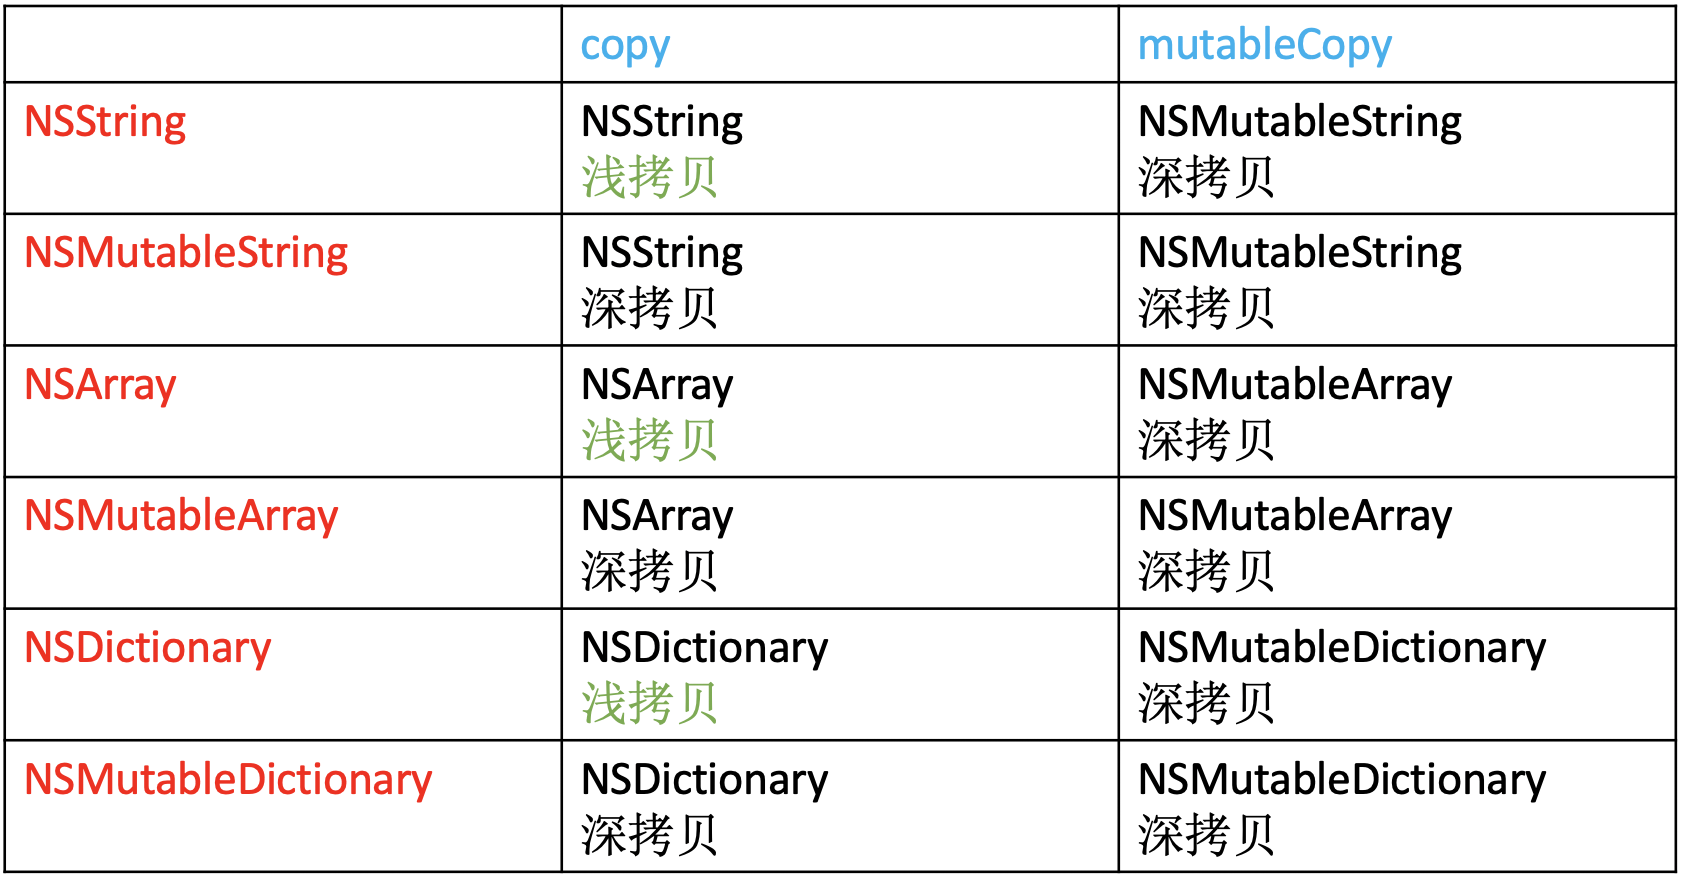 copy
mutableCopy
NSString
NSString
浅拷贝
NSMutableString
深拷贝
NSMutableString
NSString
深拷贝
NSMutableString
深拷贝
NSArray
NSArray
浅拷贝
NSMutableArray
深拷贝
NSMutableArray
NSArray
深拷贝
NSMutableArray
深拷贝
NSDictionary
NSDictionary
浅拷贝
NSMutableDictionary
深拷贝
NSMutableDictionary
NSDictionary
深拷贝
NSMutableDictionary
深拷贝